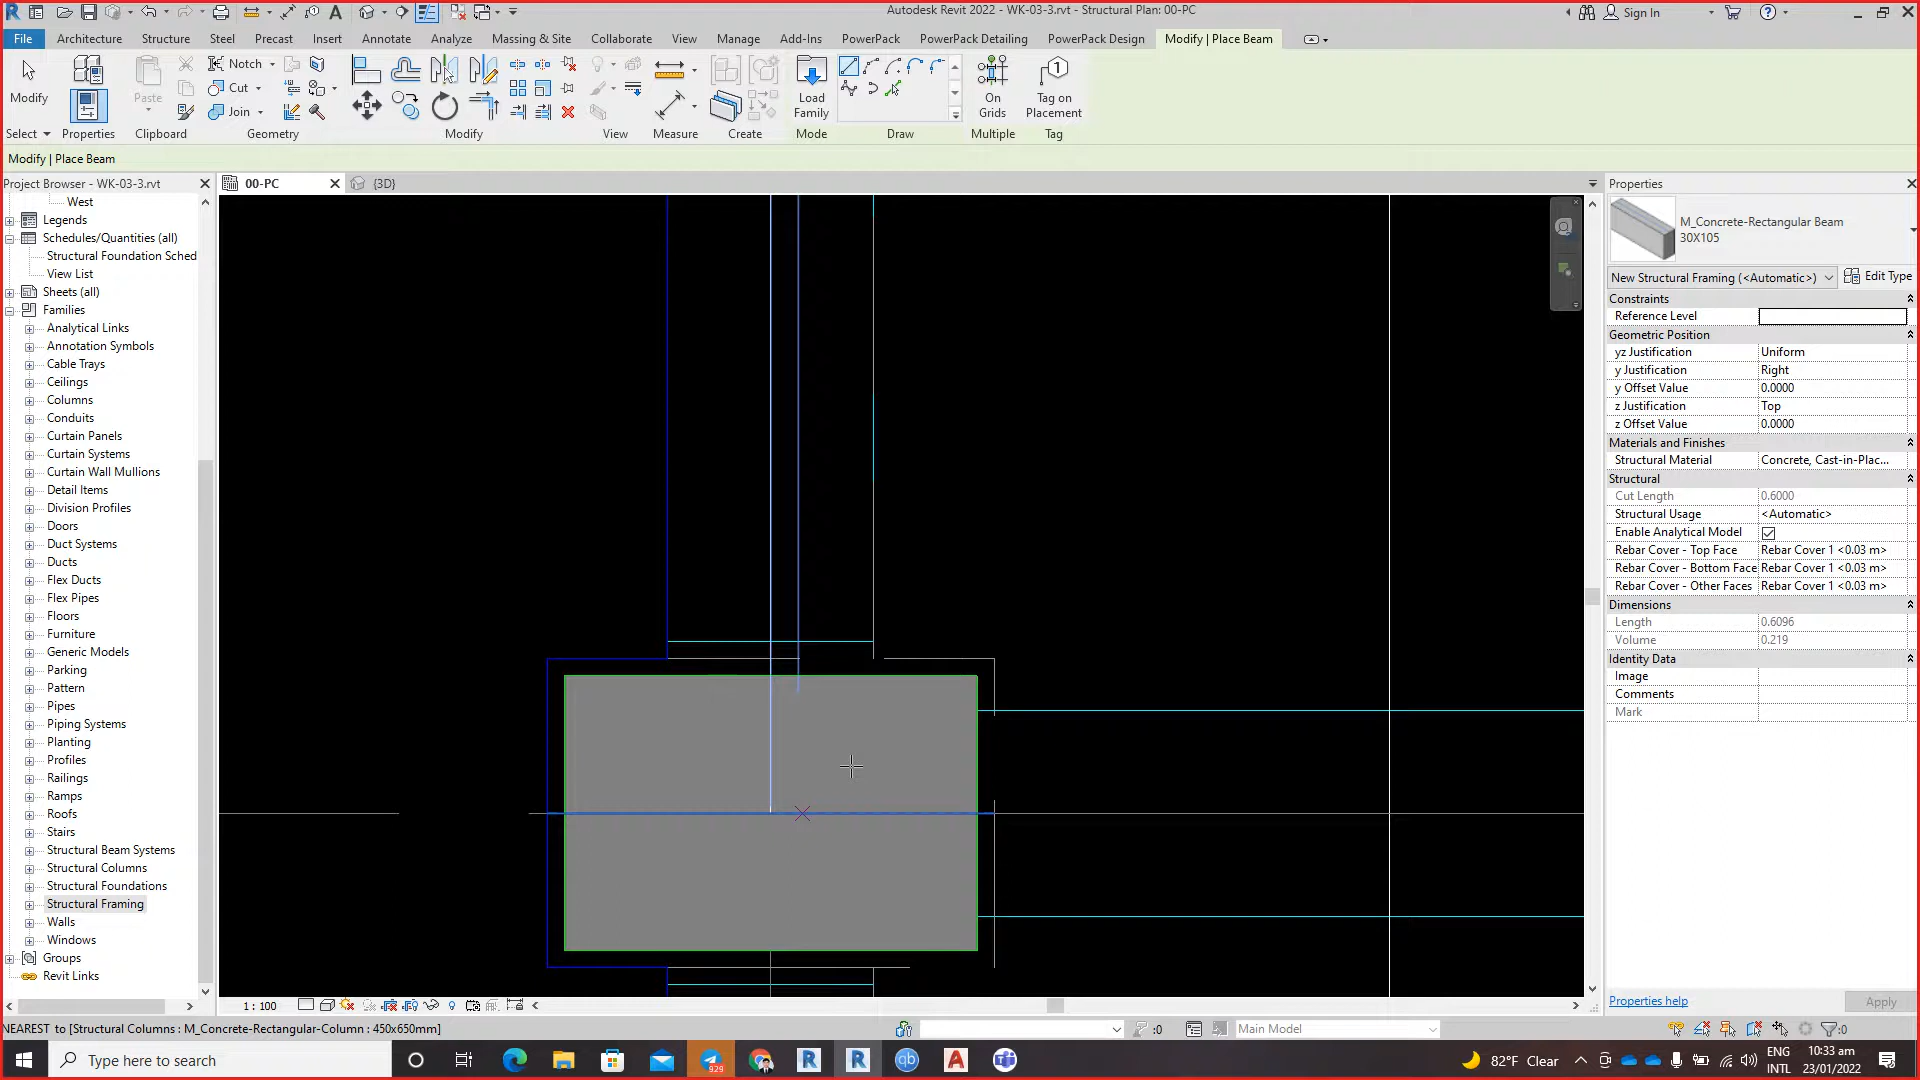 Autodesk Revit 2022 - WK-03-3.rvt - Structural Plan: 00-PC
Sign In
File
Architecture
Structure
Steel
Precast
Insert
Annotate
Analyze
Massing & Site
Collaborate
View
Manage
Add-Ins
PowerPack
PowerPack Detailing
PowerPack Design
Modify | Place Beam
Modify
Paste
Notch
Cut
Join
Load
Family
On
Grids
Tag on
Placement
Select
Properties
Clipboard
Geometry
Modify
View
Measure
Create
Mode
Draw
Multiple
Tag
Modify | Place Beam
Project Browser - WK-03-3.rvt
West
Legends
Schedules/Quantities (all)
Structural Foundation Sched
View List
Sheets (all)
Families
Analytical Links
Annotation Symbols
Cable Trays
Ceilings
Columns
Conduits
Curtain Panels
Curtain Systems
Curtain Wall Mullions
Detail Items
Division Profiles
Doors
Duct Systems
Ducts
Flex Ducts
Flex Pipes
Floors
Furniture
Generic Models
Parking
Pattern
Pipes
Piping Systems
Planting
Profiles
Railings
Ramps
Roofs
Stairs
Structural Beam Systems
Structural Columns
Structural Foundations
Structural Framing
Walls
Windows
Groups
Revit Links
00-PC
{3D}
1 : 100
Properties
M_Concrete-Rectangular Beam
30X105
New Structural Framing (<Automatic>)
Edit Type
Constraints
Reference Level
Geometric Position
yz Justification Uniform
y Justification Right
y Offset Value 0.0000
z Justification Top
z Offset Value 0.0000
Materials and Finishes
Structural Material Concrete, Cast-in-Plac...
Structural
Cut Length 0.6000
Structural Usage <Automatic>
Enable Analytical Model
Rebar Cover - Top Face Rebar Cover 1 <0.03 m>
Rebar Cover - Bottom Face Rebar Cover 1 <0.03 m>
Rebar Cover - Other Faces Rebar Cover 1 <0.03 m>
Dimensions
Length 0.6096
Volume 0.219
Identity Data
Image
Comments
Mark
Properties help
Apply
NEAREST to [Structural Columns : M_Concrete-Rectangular-Column : 450x650mm]
:0
Main Model
:0
Type here to search
929
82°F Clear
ENG
INTL
10:33 am
23/01/2022